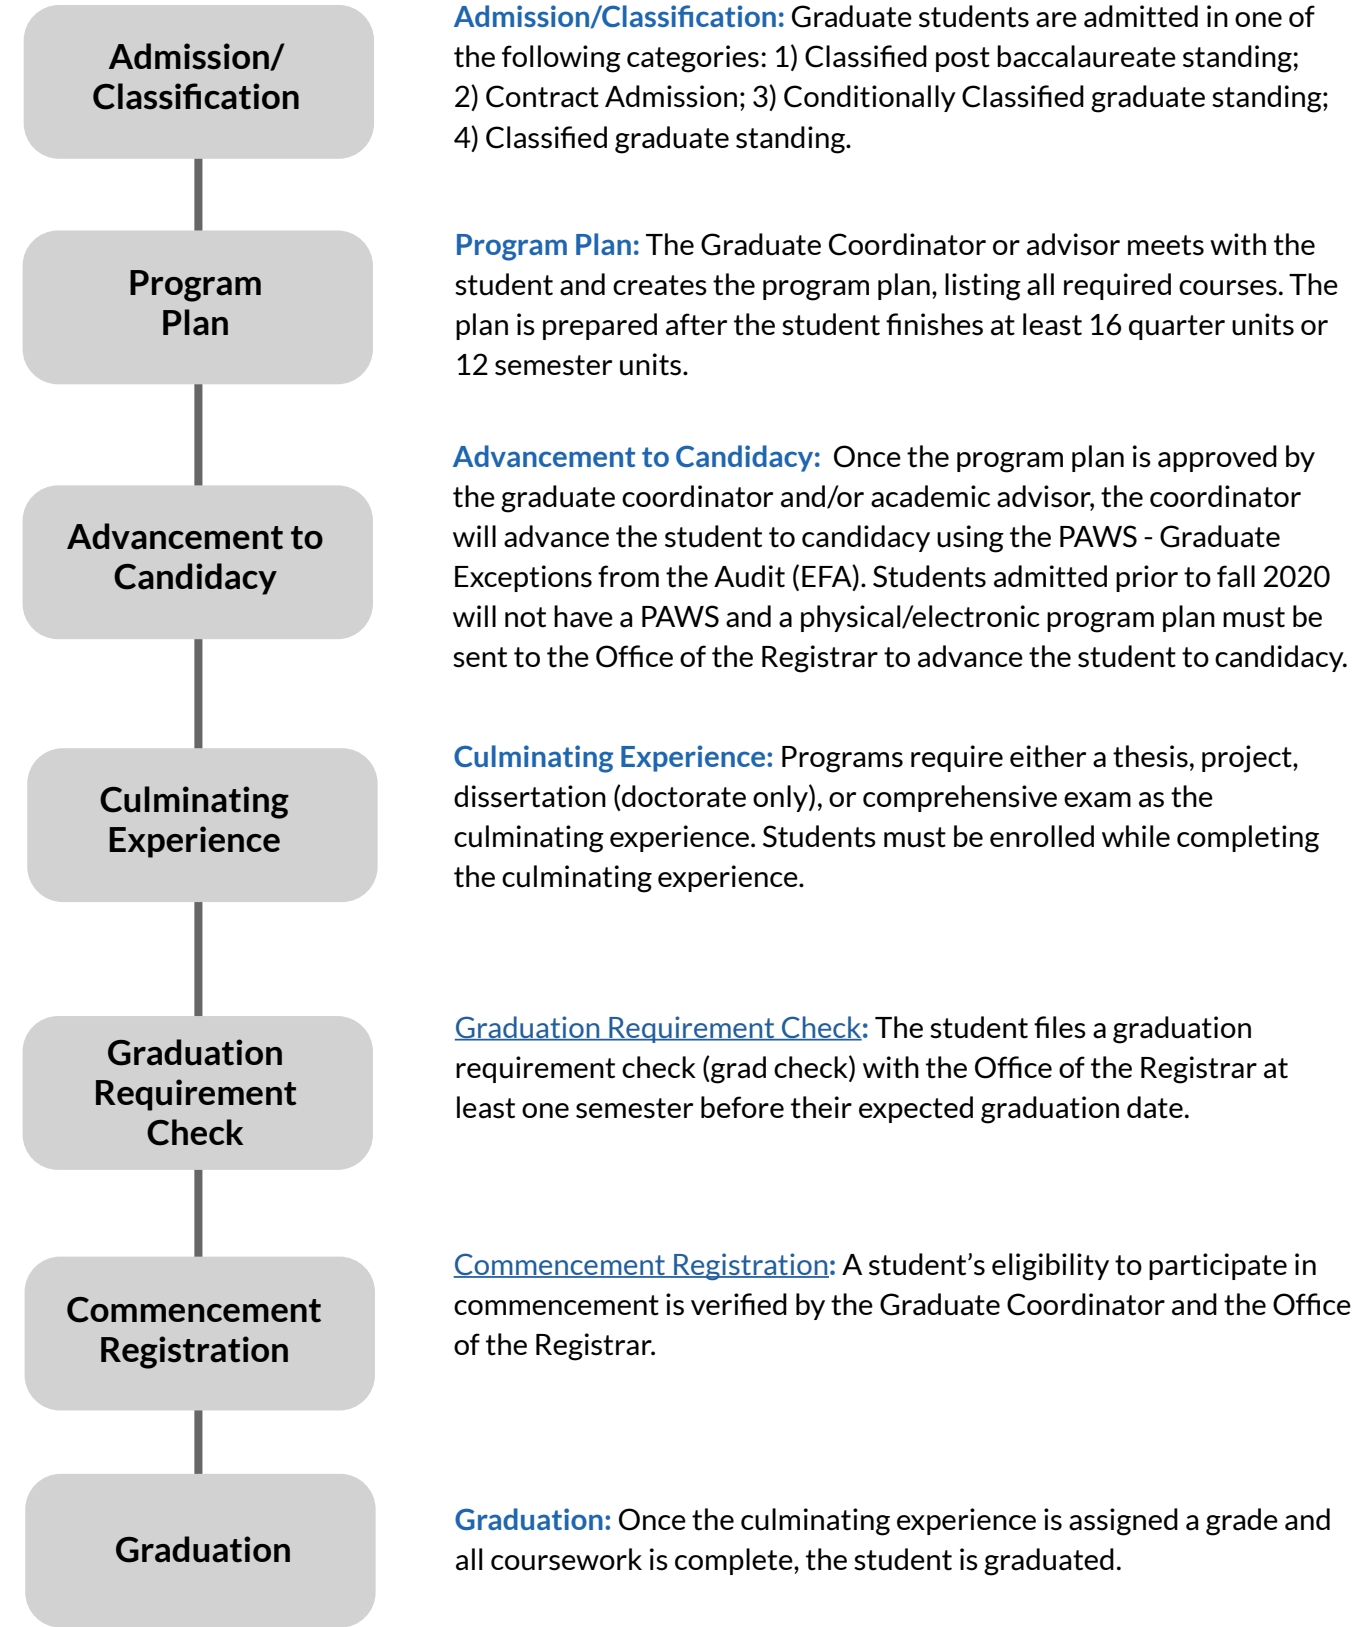 Admission/
Classification
Admission/Classification: Graduate students are admitted in one of
the following categories: 1) Classified post baccalaureate standing;
2) Contract Admission; 3) Conditionally Classified graduate standing;
4) Classified graduate standing.
Program
Plan
Program Plan: The Graduate Coordinator or advisor meets with the
student and creates the program plan, listing all required courses. The
plan is prepared after the student finishes at least 16 quarter units or
12 semester units.
Advancement to
Candidacy
Advancement to Candidacy: Once the program plan is approved by
the graduate coordinator and/or academic advisor, the coordinator
will advance the student to candidacy using the PAWS - Graduate
Exceptions from the Audit (EFA). Students admitted prior to fall 2020
will not have a PAWS and a physical/electronic program plan must be
sent to the Office of the Registrar to advance the student to candidacy.
Culminating
Experience
Culminating Experience: Programs require either a thesis, project,
dissertation (doctorate only), or comprehensive exam as the
culminating experience. Students must be enrolled while completing
the culminating experience.
Graduation
Requirement
Check
Graduation Requirement Check: The student files a graduation
requirement check (grad check) with the Office of the Registrar at
least one semester before their expected graduation date.
Commencement
Registration
Commencement Registration: A student’s eligibility to participate in
commencement is verified by the Graduate Coordinator and the Office
of the Registrar.
Graduation
Graduation: Once the culminating experience is assigned a grade and
all coursework is complete, the student is graduated.